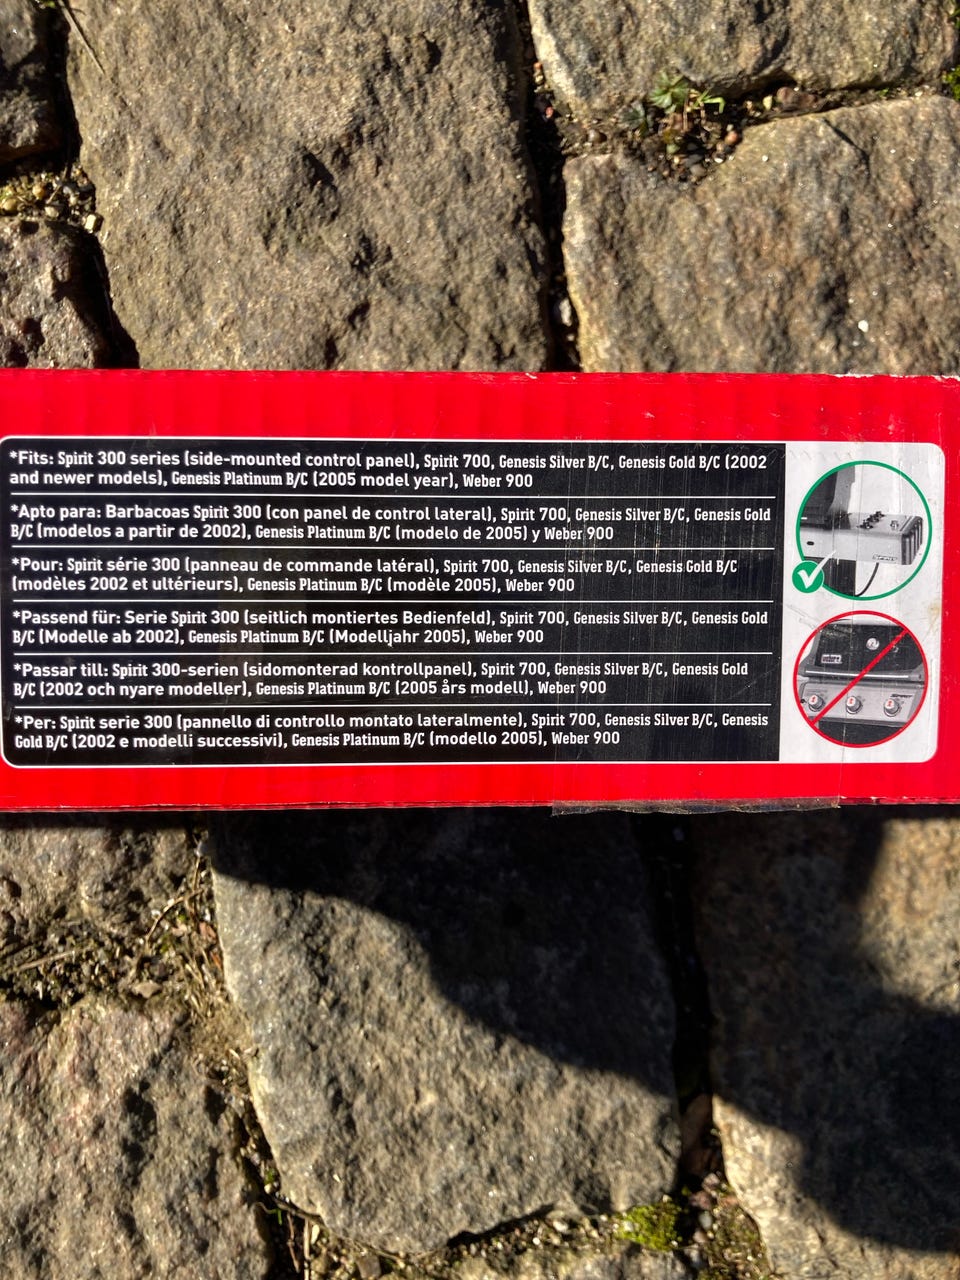 *Fits: Spirit 300 series (side-mounted control panel), Spirit 700, Genesis Silver B/C, Genesis Gold B/C (2002
and newer models), Genesis Platinum B/C (2005 model year), Weber 900
*Apto para: Barbacoas Spirit 300 (con panel de control lateral), Spirit 700, Genesis Silver B/C, Genesis Gold
B/C (modelos a partir de 2002), Genesis Platinum B/C (modelo de 2005) y Weber 900
*Pour: Spirit série 300 (panneau de commande latéral), Spirit 700, Genesis Silver B/C, Genesis Gold B/C
(modèles 2002 et ultérieurs), Genesis Platinum B/C (modèle 2005), Weber 900
*Passend für: Serie Spirit 300 (seitlich montiertes Bedienfeld), Spirit 700, Genesis Silver B/C, Genesis Gold
B/C (Modelle ab 2002), Genesis Platinum B/C (Modelljahr 2005), Weber 900
*Passar till: Spirit 300-serien (sidomonterad kontrollpanel), Spirit 700, Genesis Silver B/C, Genesis Gold
B/C (2002 och nyare modeller), Genesis Platinum B/C (2005 års modell), Weber 900
*Per: Spirit serie 300 (pannello di controllo montato lateralmente), Spirit 700, Genesis Silver B/C, Genesis
Gold B/C (2002 e modelli successivi), Genesis Platinum B/C (modello 2005), Weber 900